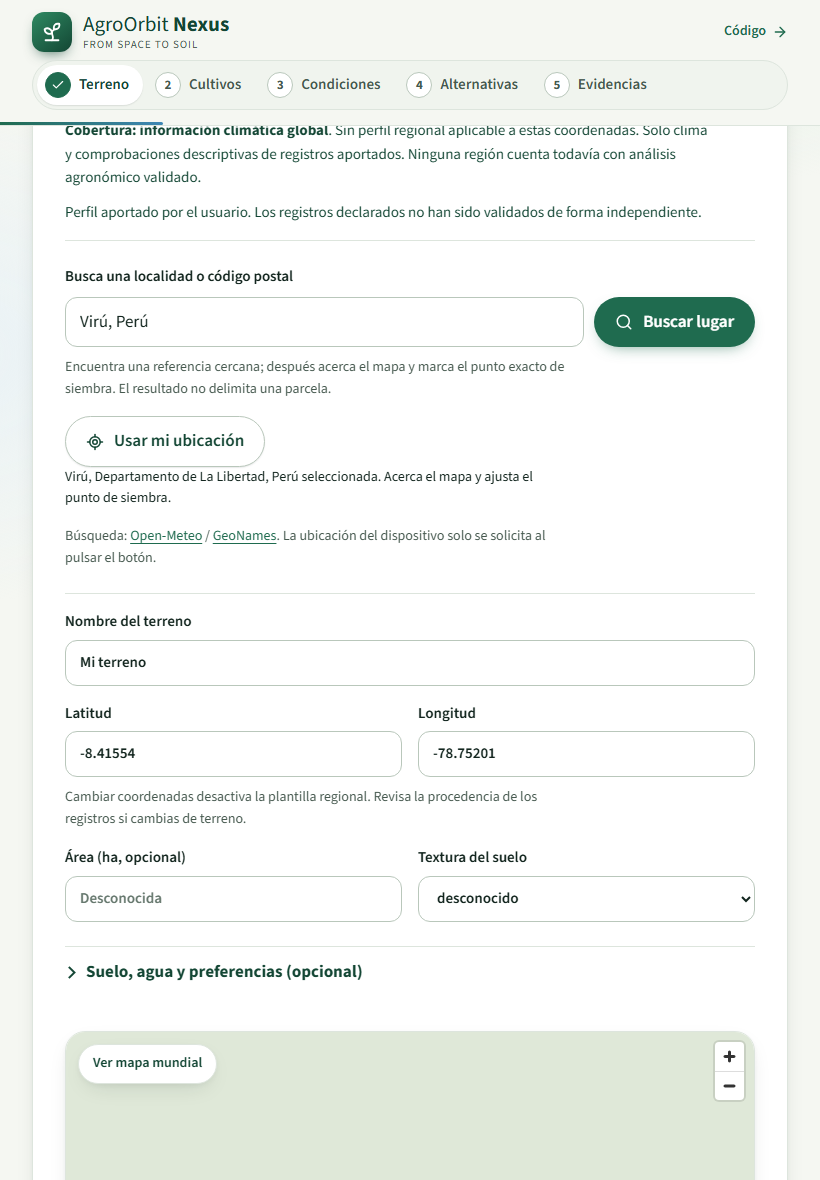 AgroOrbit Nexus
FROM SPACE TO SOIL
Código →
Terreno
2 Cultivos
3 Condiciones
4 Alternativas
5 Evidencias
Cobertura: información climática global. Sin perfil regional aplicable a estas coordenadas. Solo clima
y comprobaciones descriptivas de registros aportados. Ninguna región cuenta todavía con análisis
agronómico validado.
Perfil aportado por el usuario. Los registros declarados no han sido validados de forma independiente.
Busca una localidad o código postal
Virú, Perú
Buscar lugar
Encuentra una referencia cercana; después acerca el mapa y marca el punto exacto de
siembra. El resultado no delimita una parcela.
Usar mi ubicación
Virú, Departamento de La Libertad, Perú seleccionada. Acerca el mapa y ajusta el
punto de siembra.
Búsqueda: Open-Meteo / GeoNames. La ubicación del dispositivo solo se solicita al
pulsar el botón.
Nombre del terreno
Mi terreno
Latitud
Longitud
-8.41554
-78.75201
Cambiar coordenadas desactiva la plantilla regional. Revisa la procedencia de los
registros si cambias de terreno.
Área (ha, opcional)
Textura del suelo
Desconocida
desconocido
Suelo, agua y preferencias (opcional)
Ver mapa mundial
+
−